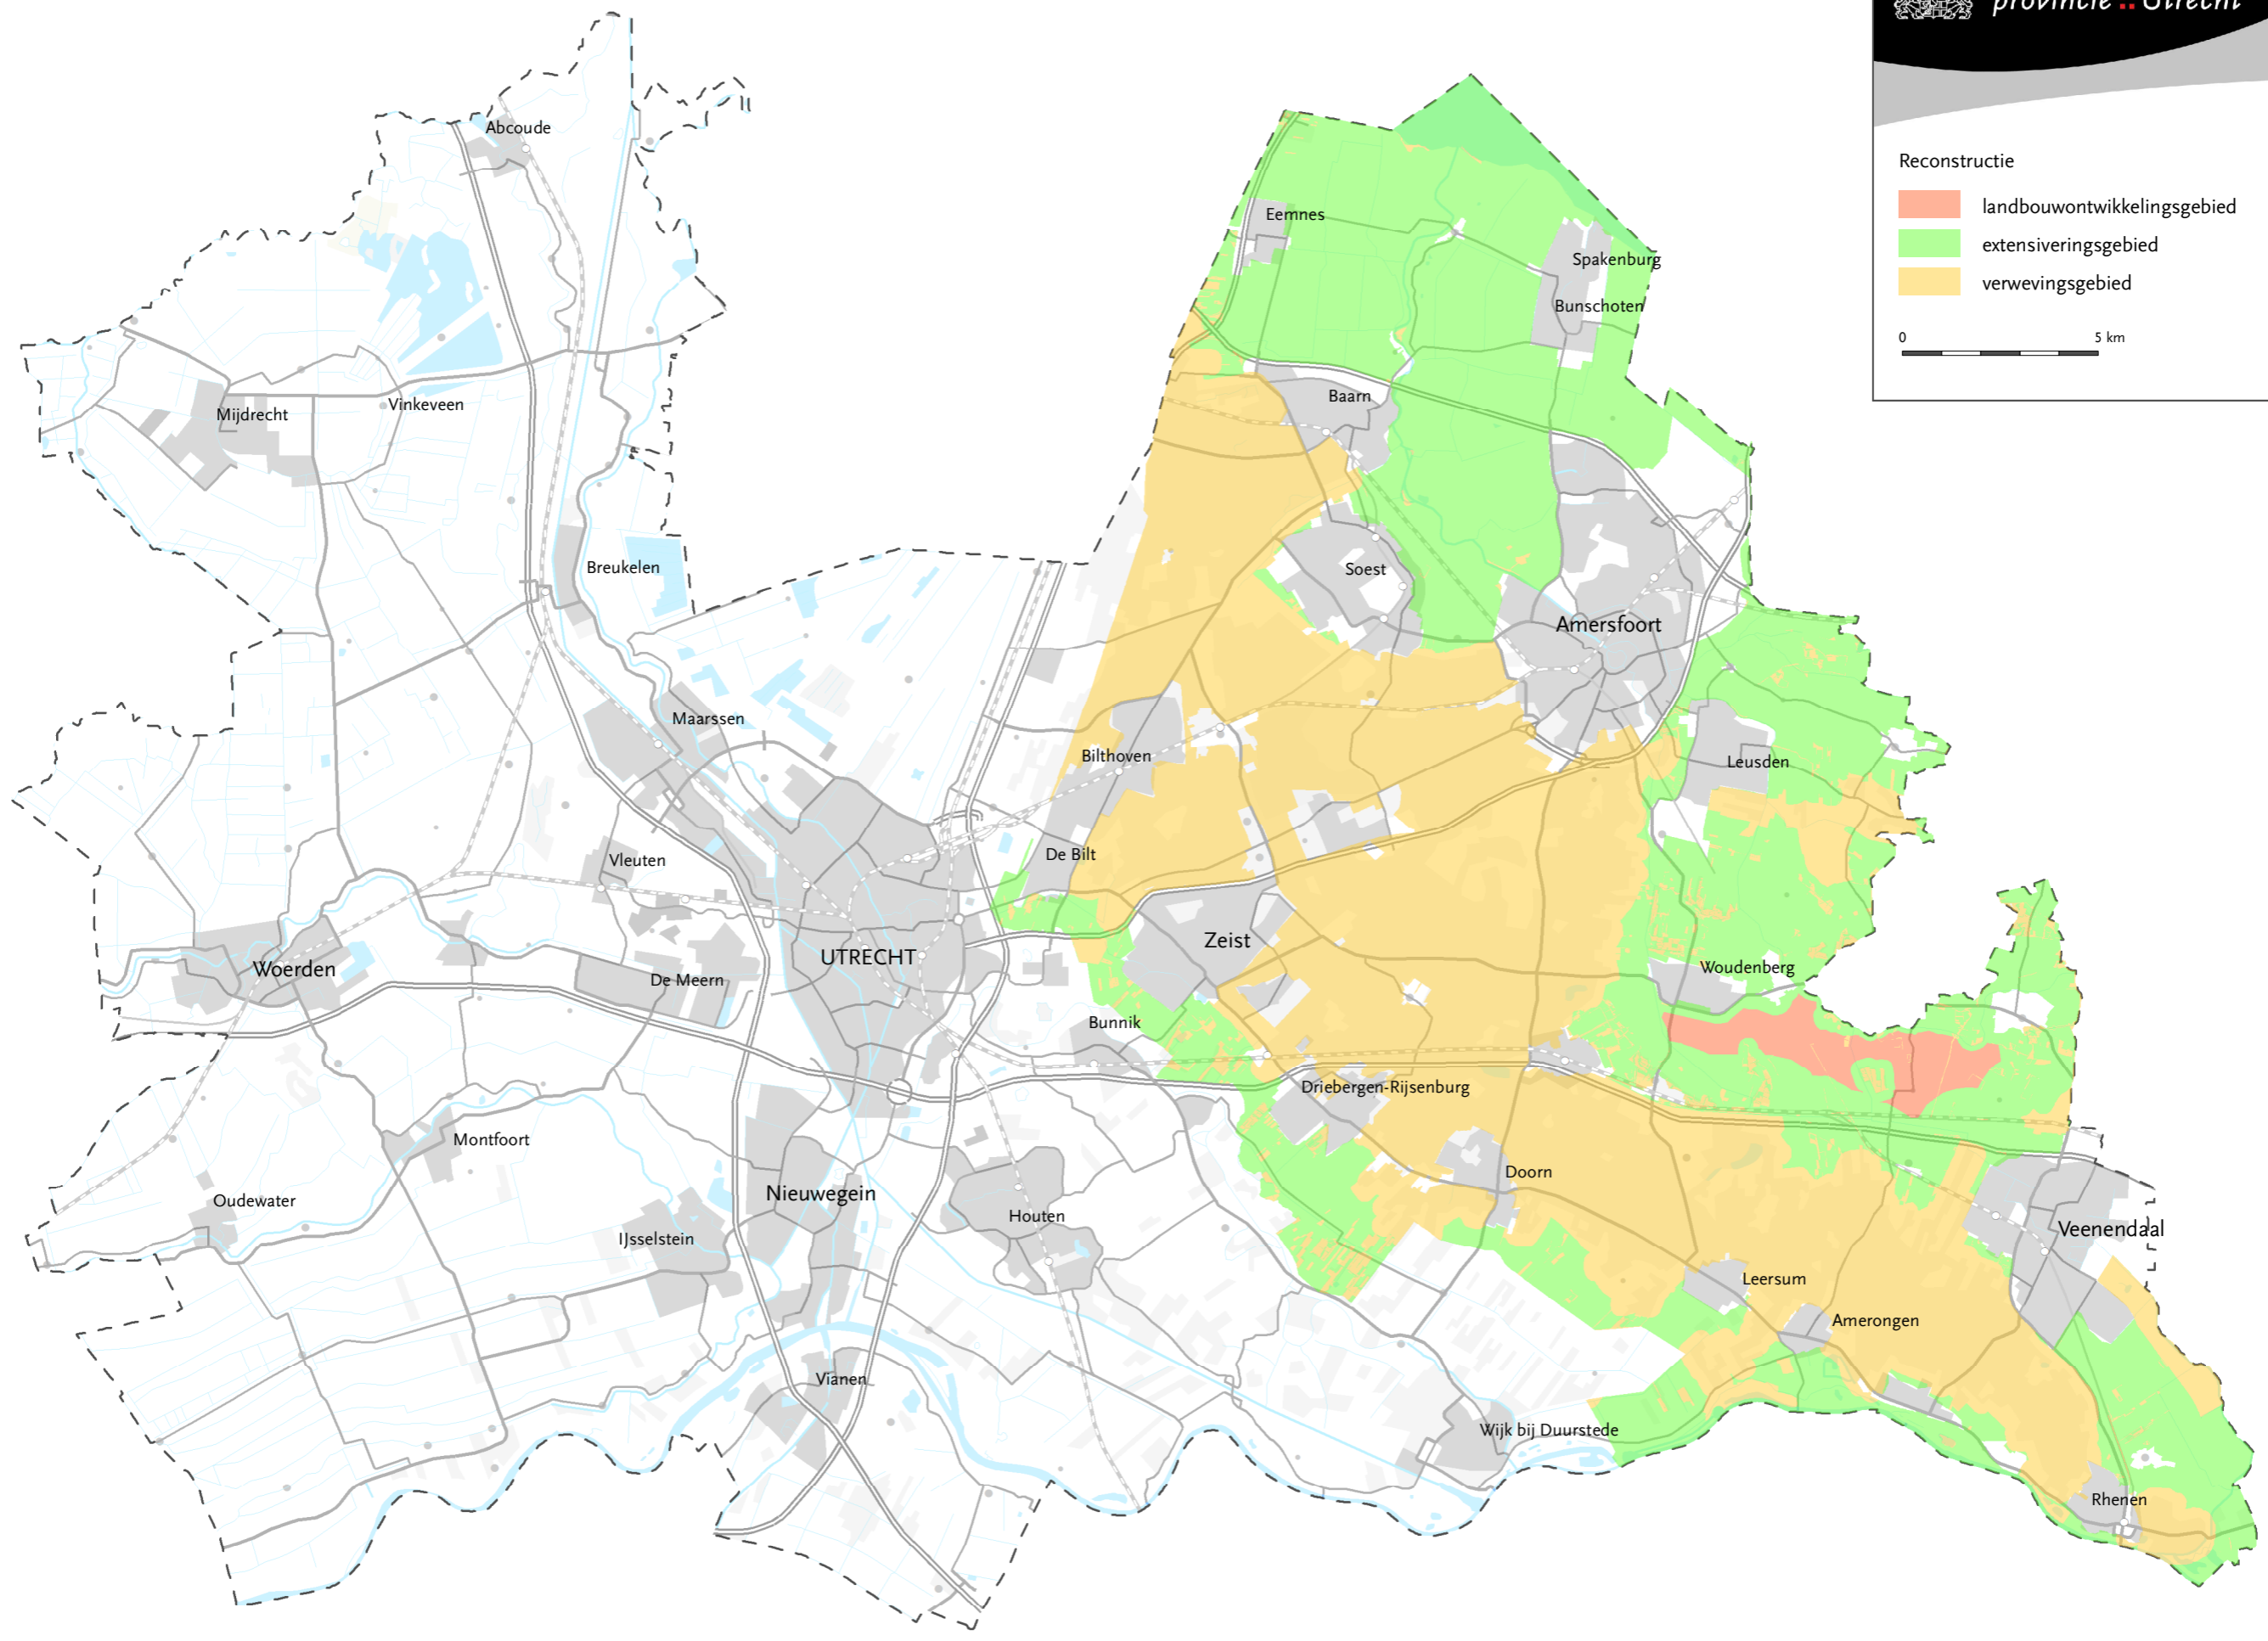 provincie :: Utrecht
Reconstructie
landbouwontwikkelingsgebied
extensiveringsgebied
verwevingsgebied
0 5 km
Abcoude
Eemnes
Spakenburg
Bunschoten
Baarn
Mijdrecht
Vinkeveen
Breukelen
Soest
Amersfoort
Maarssen
Bilthoven
Leusden
Vleuten
De Bilt
Zeist
UTRECHT
Woerden
De Meern
Woudenberg
Bunnik
Driebergen-Rijsenburg
Montfoort
Doorn
Oudewater
Nieuwegein
Houten
IJsselstein
Veenendaal
Leersum
Amerongen
Vianen
Wijk bij Duurstede
Rhenen